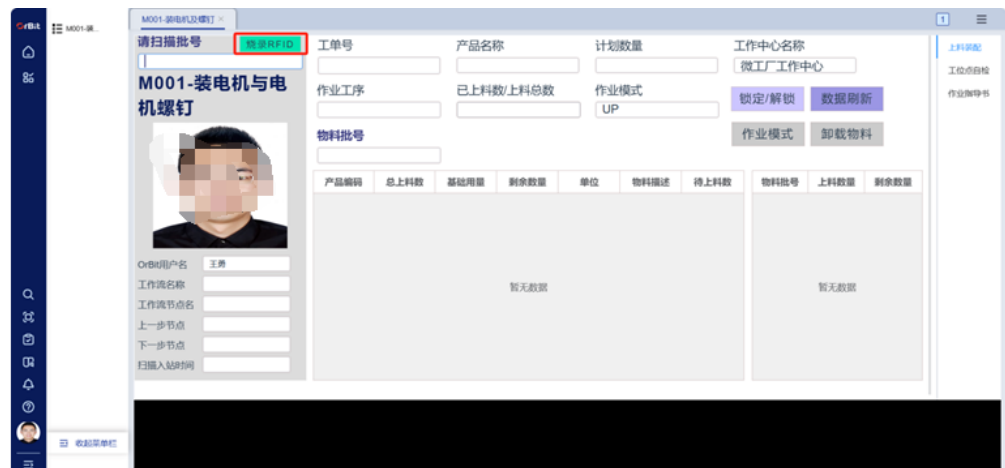 OrBit
M001-装...
M001-装电机及螺钉 ×
1
请扫描批号
烧录RFID
M001-装电机与电
机螺钉
OrBit用户名
王勇
工作流名称
工作流节点名
上一步节点
下一步节点
扫描入站时间
工单号
产品名称
计划数量
工作中心名称
微工厂工作中心
作业工序
已上料数/上料总数
作业模式
UP
锁定/解锁
数据刷新
物料批号
作业模式
卸载物料
产品编码 总上料数 基础用量 剩余数量 单位 物料描述 待上料数
暂无数据
物料批号 上料数量 剩余数量
暂无数据
上料装配
工位点自检
作业指导书
收起菜单栏